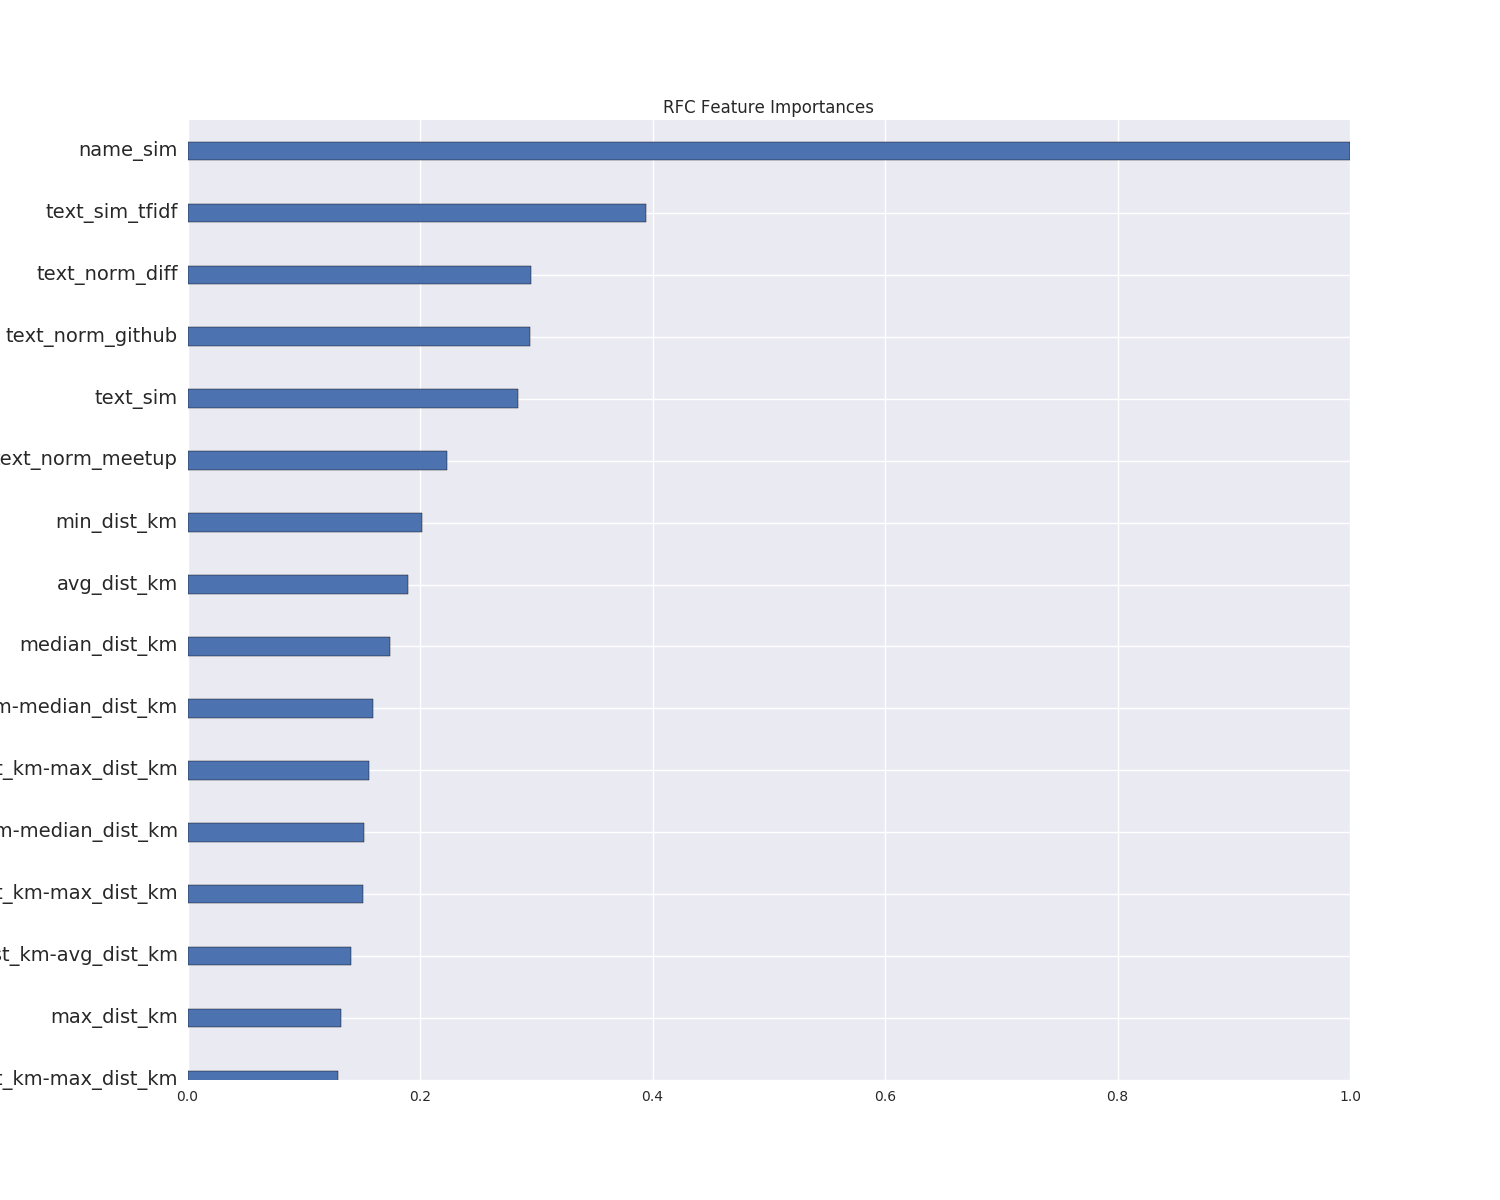 RFC Feature Importances
name_sim
text_sim_tfidf
text_norm_diff
text_norm_github
text_sim
ext_norm_meetup
min_dist_km
avg_dist_km
median_dist_km
m-median_dist_km
t_km-max_dist_km
m-median_dist_km
t_km-max_dist_km
st_km-avg_dist_km
max_dist_km
t_km-max_dist_km
0.0 0.2 0.4 0.6 0.8 1.0